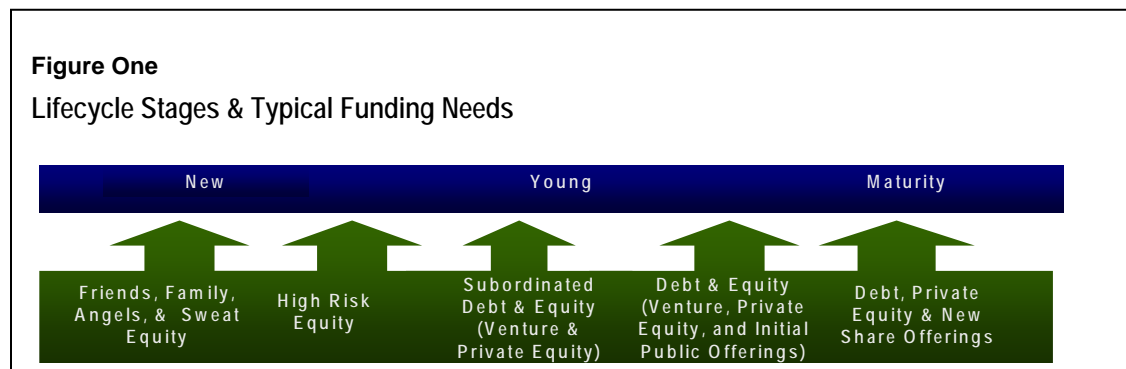 Figure One
Lifecycle Stages & Typical Funding Needs
New Young Maturity
Friends, Family,
Angels, & Sweat
Equity
High Risk
Equity
Subordinated
Debt & Equity
(Venture &
Private Equity)
Debt & Equity
(Venture, Private
Equity, and Initial
Public Offerings)
Debt, Private
Equity & New
Share Offerings